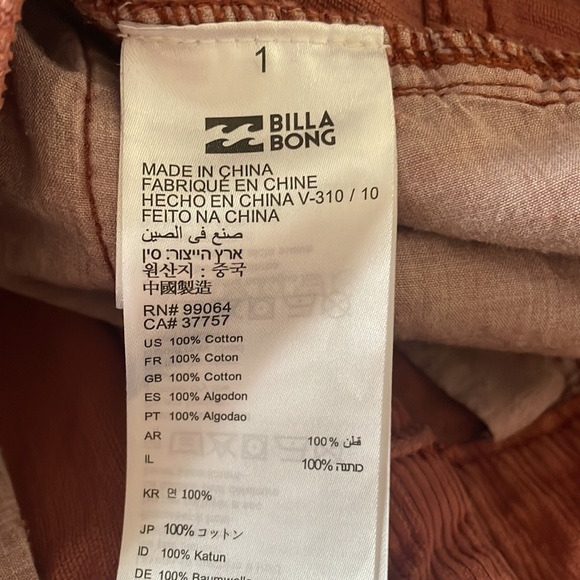 1
BILLA
BONG
MADE IN CHINA
FABRIQUÉ EN CHINE
HECHO EN CHINA V-310 / 10
FEITO NA CHINA
صنع في الصين
ארץ הייצור: סין
원산지 : 중국
中國製造
RN# 99064
CA# 37757
US 100% Cotton
FR 100% Coton
GB 100% Cotton
ES 100% Algodon
PT 100% Algodao
AR 100% قطن
IL 100% כותנה
KR 면 100%
JP 100% コットン
ID 100% Katun
DE 100% Baumwolle